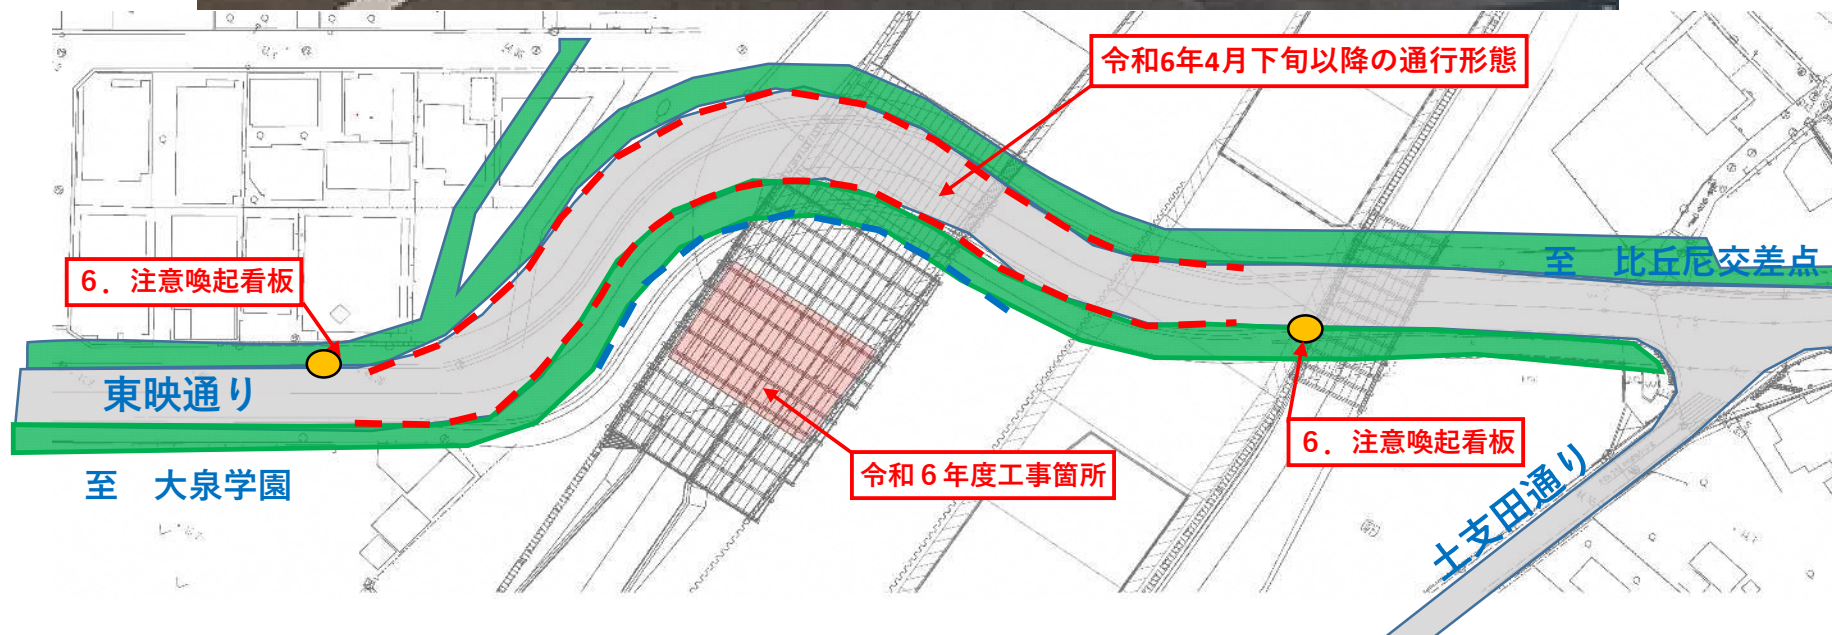 令和6年4月下旬以降の通行形態
至　比丘尼交差点
6．注意喚起看板
東映通り
6．注意喚起看板
令和６年度工事箇所
至　大泉学園
土支田通り